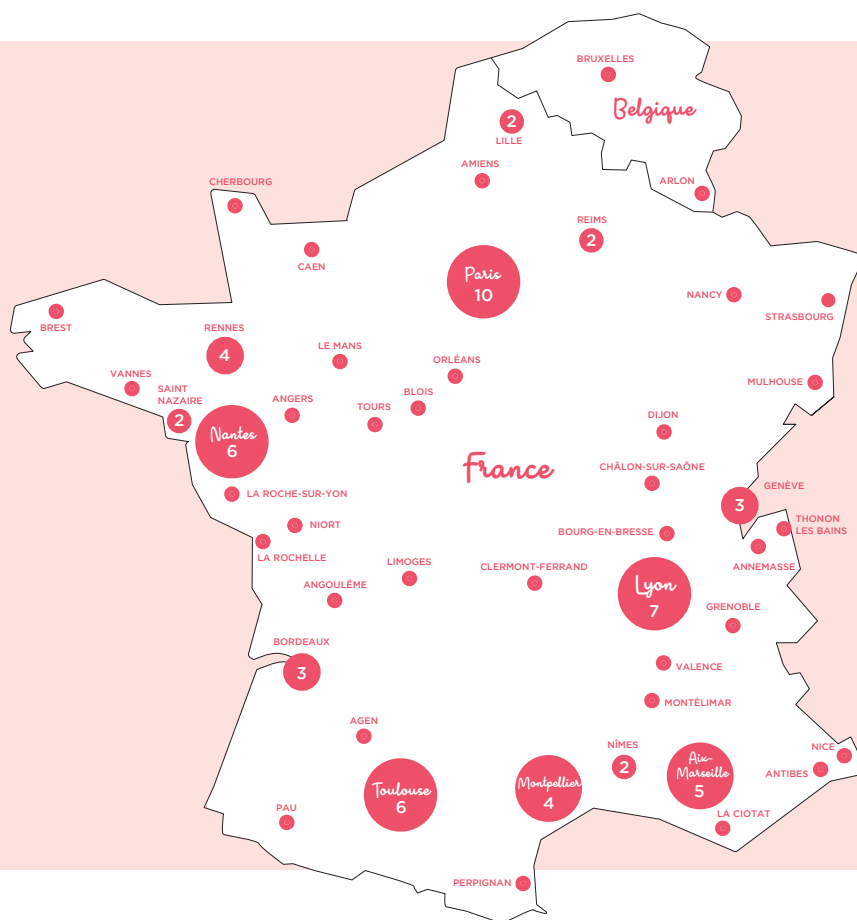 BRUXELLES
Belgique
2
LILLE
AMIENS
ARLON
CHERBOURG
REIMS
2
CAEN
Paris
10
NANCY
STRASBOURG
BREST
RENNES
4
LE MANS
ORLÉANS
VANNES
MULHOUSE
SAINT
NAZAIRE
2
ANGERS
BLOIS
TOURS
DIJON
Nantes
6
France
CHÂLON-SUR-SAÔNE
GENÈVE
3
LA ROCHE-SUR-YON
THONON
LES BAINS
NIORT
BOURG-EN-BRESSE
LA ROCHELLE
ANNEMASSE
LIMOGES
CLERMONT-FERRAND
ANGOULÊME
Lyon
7
GRENOBLE
BORDEAUX
3
VALENCE
MONTÉLIMAR
AGEN
NÎMES
2
Aix-
Marseille
5
NICE
ANTIBES
Toulouse
6
Montpellier
4
PAU
LA CIOTAT
PERPIGNAN